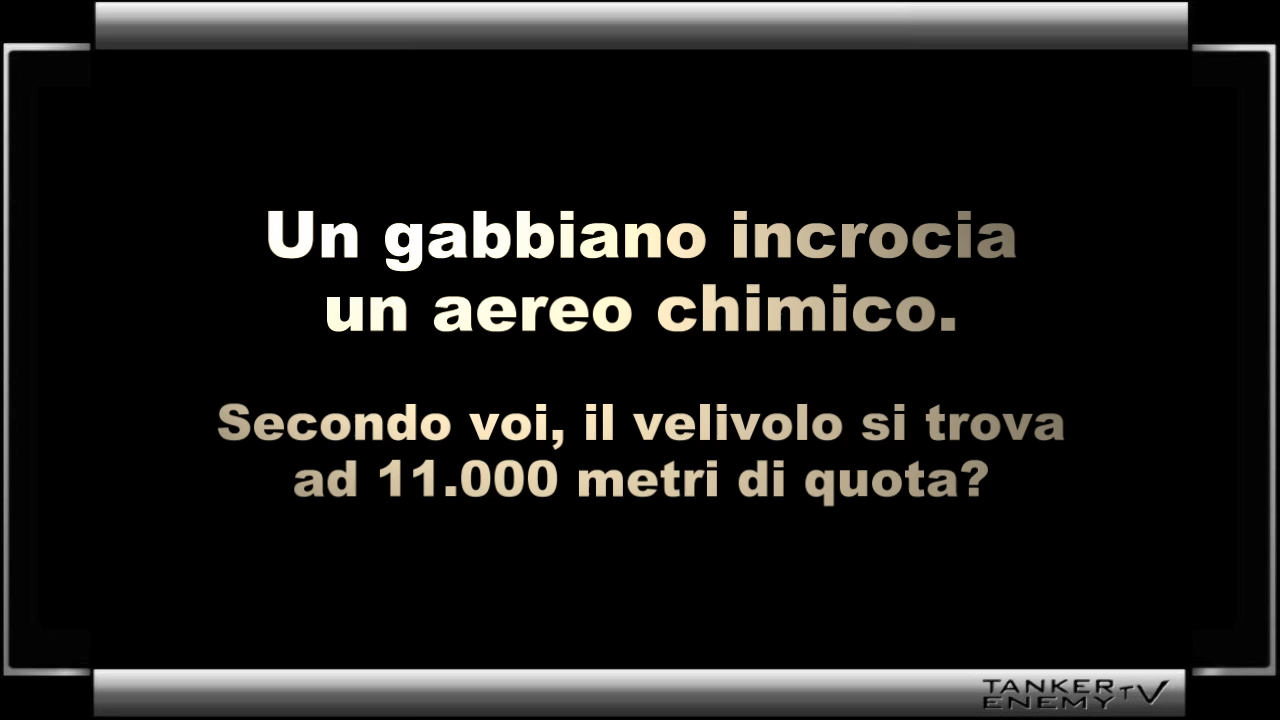 Un gabbiano incrocia
un aereo chimico.
Secondo voi, il velivolo si trova
ad 11.000 metri di quota?
TANKER
ENEMY TV